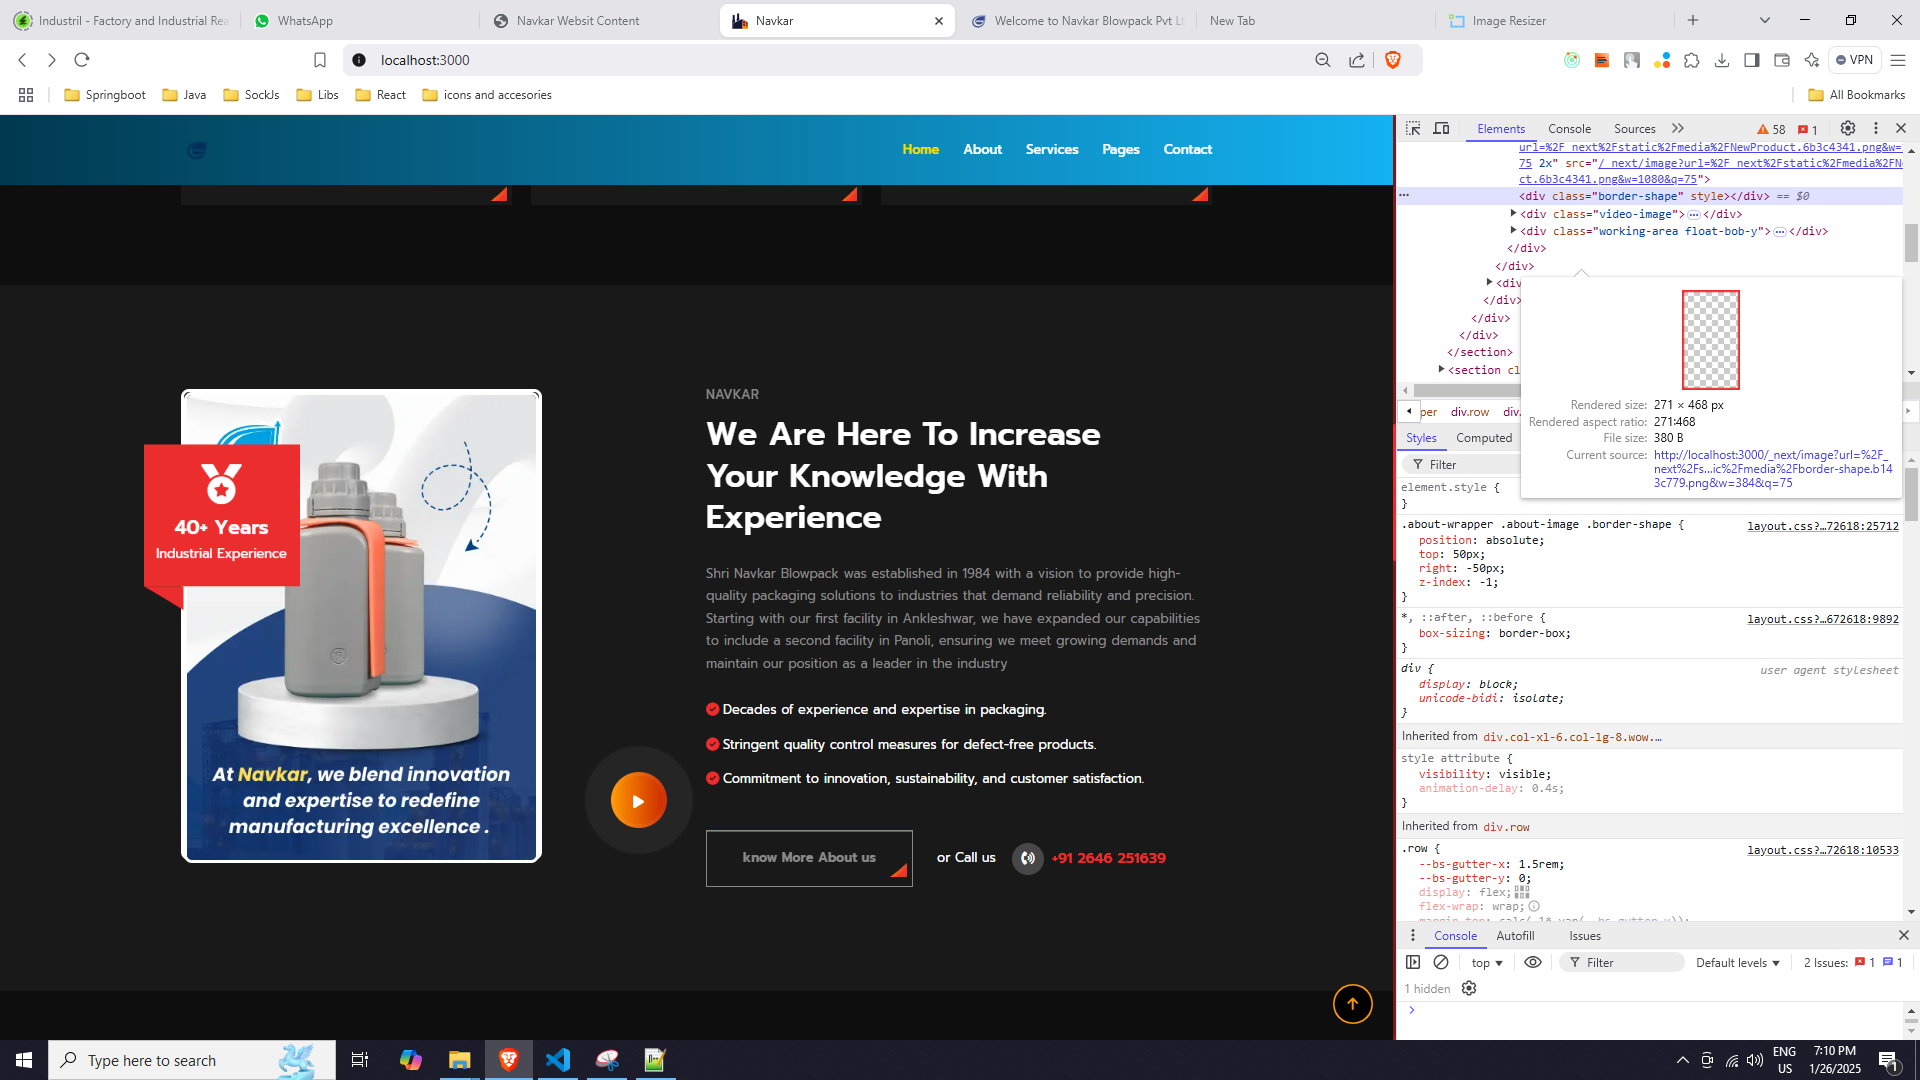 Industril - Factory and Industrial Rea
WhatsApp
Navkar Websit Content
Navkar
Welcome to Navkar Blowpack Pvt Lt
New Tab
Image Resizer
localhost:3000
VPN
Springboot
Java
SockJs
Libs
React
icons and accesories
All Bookmarks
Home
About
Services
Pages
Contact
40+ Years
Industrial Experience
At Navkar, we blend innovation
and expertise to redefine
manufacturing excellence .
NAVKAR
We Are Here To Increase
Your Knowledge With
Experience
Shri Navkar Blowpack was established in 1984 with a vision to provide high-
quality packaging solutions to industries that demand reliability and precision.
Starting with our first facility in Ankleshwar, we have expanded our capabilities
to include a second facility in Panoli, ensuring we meet growing demands and
maintain our position as a leader in the industry
Decades of experience and expertise in packaging.
Stringent quality control measures for defect-free products.
Commitment to innovation, sustainability, and customer satisfaction.
know More About us
or Call us
+91 2646 251639
Elements
Console
Sources
58
1
url=%2F_next%2Fstatic%2Fmedia%2FNewProduct.6b3c4341.png&w=
75 2x" src="/_next/image?url=%2F_next%2Fstatic%2Fmedia%2FNe
ct.6b3c4341.png&w=1080&q=75">
<div class="border-shape" style></div> == $0
<div class="video-image"> </div>
<div class="working-area float-bob-y"> </div>
</div>
</div>
<div
</div>
</div>
</div>
</section>
<section cl
Rendered size: 271 × 468 px
Rendered aspect ratio: 271:468
File size: 380 B
Current source: http://localhost:3000/_next/image?url=%2F_
next%2Fs…ic%2Fmedia%2Fborder-shape.b14
3c779.png&w=384&q=75
per
div.row
div.
Styles
Computed
Filter
element.style {
}
.about-wrapper .about-image .border-shape {
layout.css?…72618:25712
position: absolute;
top: 50px;
right: -50px;
z-index: -1;
}
*, ::after, ::before {
layout.css?…672618:9892
box-sizing: border-box;
}
div {
user agent stylesheet
display: block;
unicode-bidi: isolate;
}
Inherited from div.col-xl-6.col-lg-8.wow.…
style attribute {
visibility: visible;
animation-delay: 0.4s;
}
Inherited from div.row
.row {
layout.css?…72618:10533
--bs-gutter-x: 1.5rem;
--bs-gutter-y: 0;
display: flex;
flex-wrap: wrap;
margin-top: calc(-1* var(--bs-gutter-y));
Console
Autofill
Issues
top
Filter
Default levels
2 Issues:
1
1
1 hidden
Type here to search
ENG
US
7:10 PM
1/26/2025
1